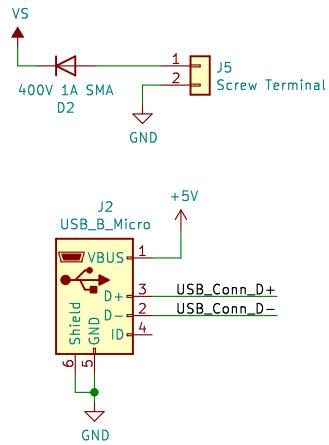 VS
1
2
J5
Screw Terminal
400V 1A SMA
D2
GND
J2
USB_B_Micro
+5V
VBUS
1
D+
3
USB_Conn_D+
D-
2
USB_Conn_D-
ID
4
Shield
GND
6
5
GND